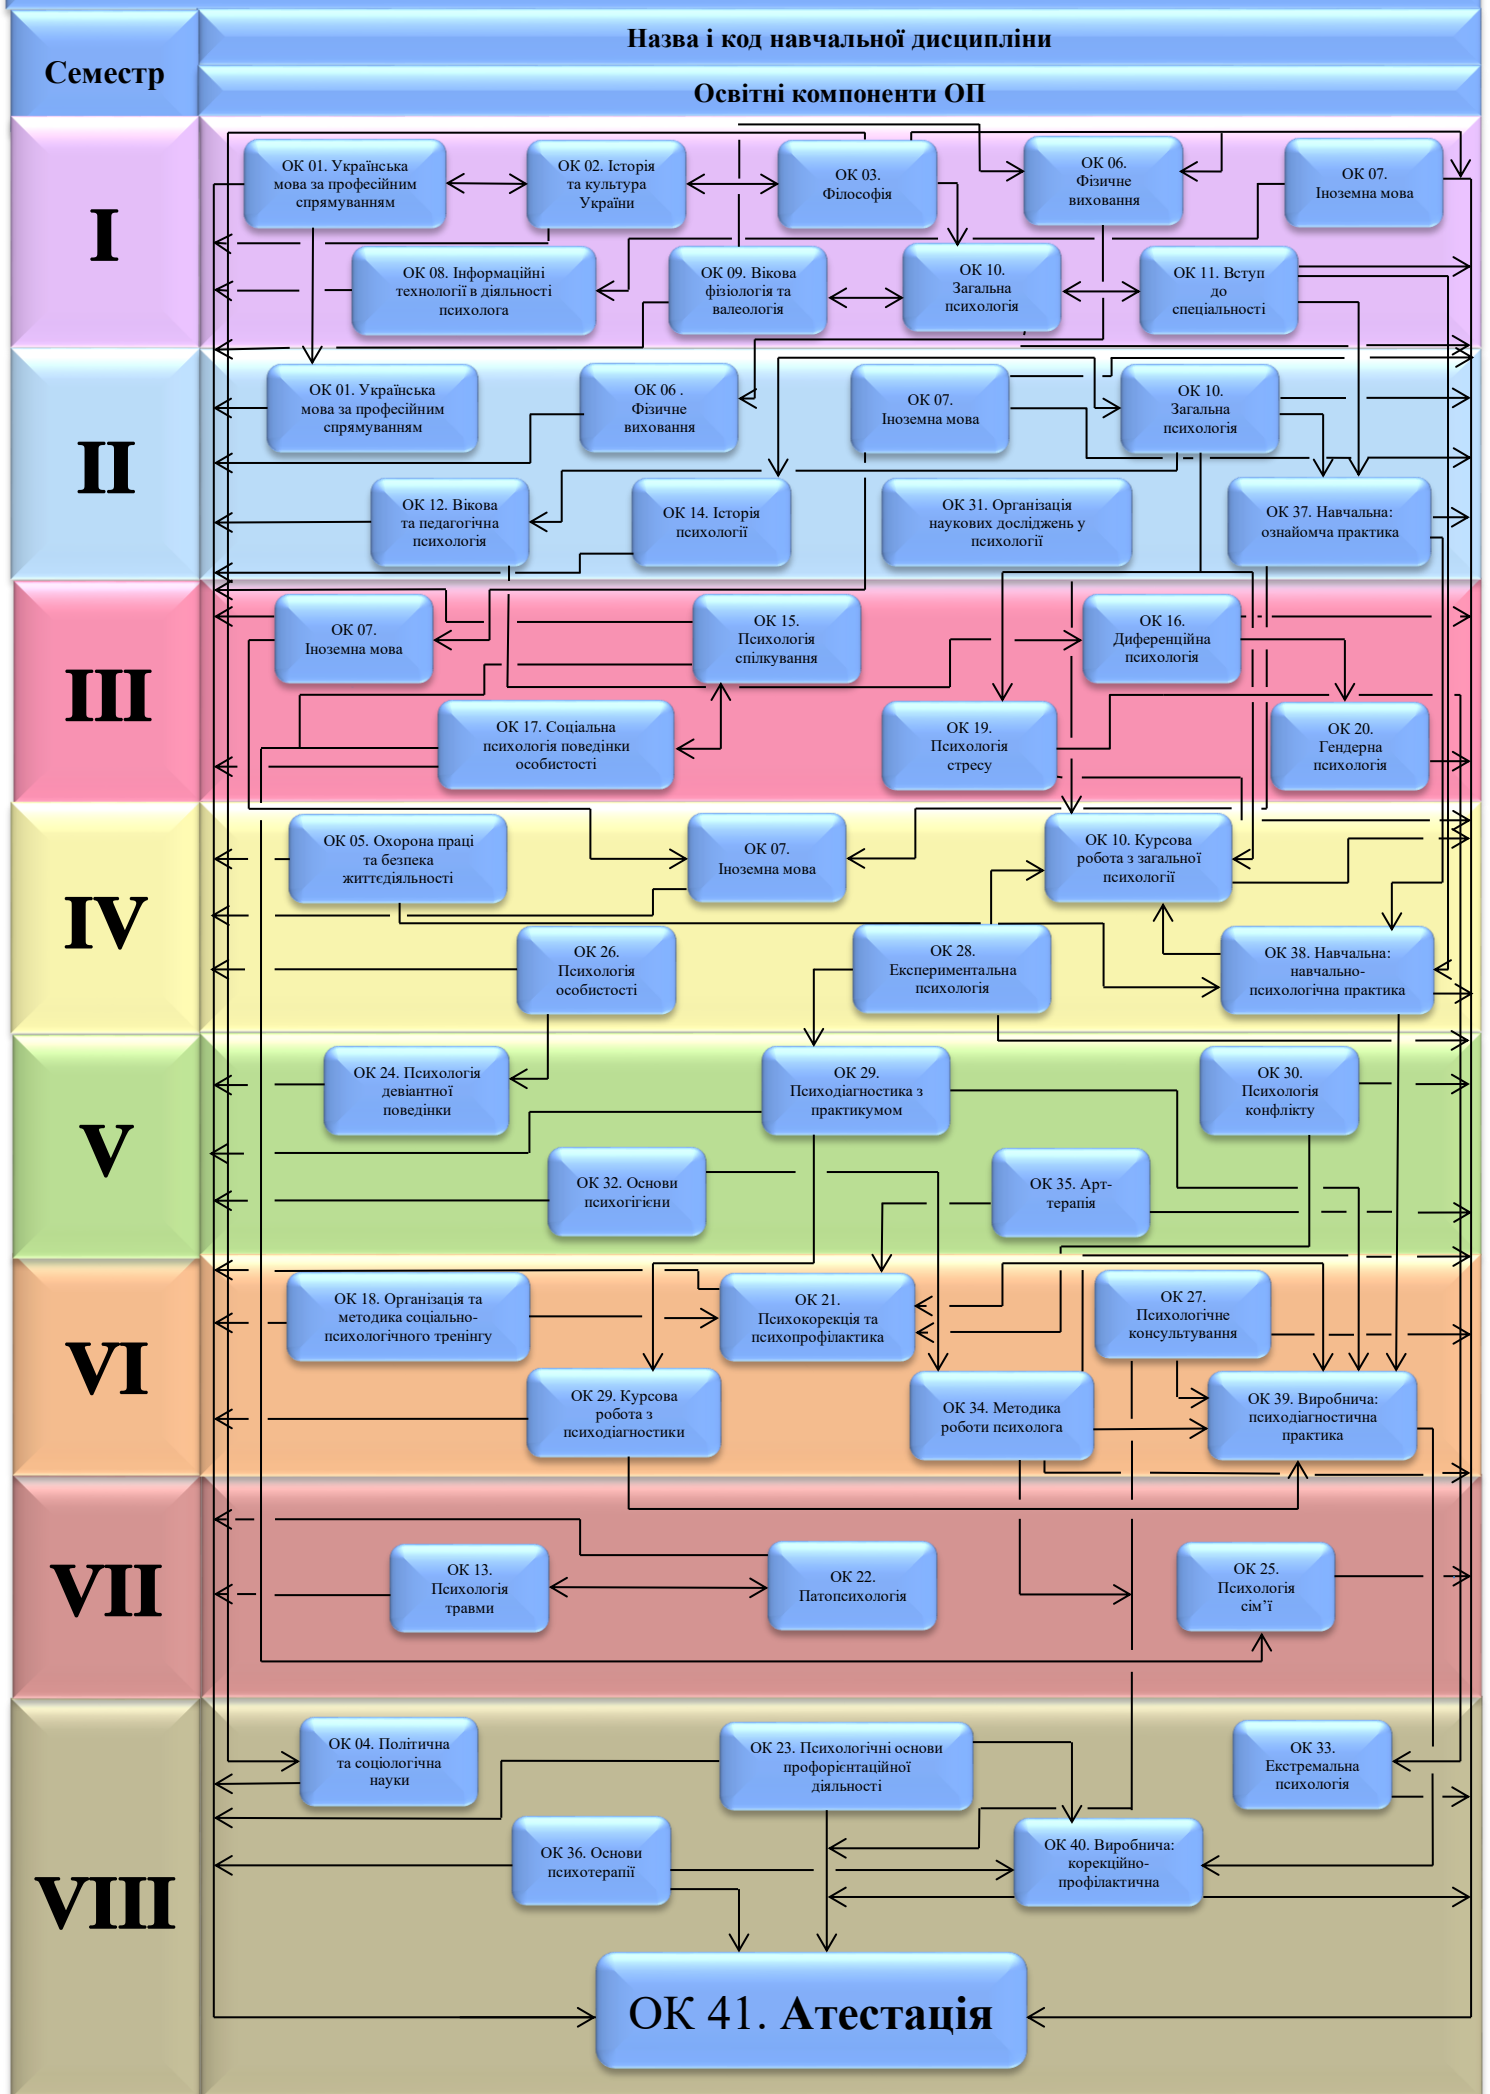 Семестр
Назва і код навчальної дисципліни
Освітні компоненти ОП
I
ОК 01. Українська
мова за професійним
спрямуванням
ОК 02. Історія
та культура
України
ОК 03.
Філософія
ОК 06.
Фізичне
виховання
ОК 07.
Іноземна мова
ОК 08. Інформаційні
технології в діяльності
психолога
ОК 09. Вікова
фізіологія та
валеологія
ОК 10.
Загальна
психологія
ОК 11. Вступ
до
спеціальності
II
ОК 01. Українська
мова за професійним
спрямуванням
ОК 06 .
Фізичне
виховання
ОК 07.
Іноземна мова
ОК 10.
Загальна
психологія
ОК 12. Вікова
та педагогічна
психологія
ОК 14. Історія
психології
ОК 31. Організація
наукових досліджень у
психології
ОК 37. Навчальна:
ознайомча практика
III
ОК 07.
Іноземна мова
ОК 15.
Психологія
спілкування
ОК 16.
Диференційна
психологія
ОК 17. Соціальна
психологія поведінки
особистості
ОК 19.
Психологія
стресу
ОК 20.
Гендерна
психологія
IV
ОК 05. Охорона праці
та безпека
життєдіяльності
ОК 07.
Іноземна мова
ОК 10. Курсова
робота з загальної
психології
ОК 26.
Психологія
особистості
ОК 28.
Експериментальна
психологія
ОК 38. Навчальна:
навчально-
психологічна практика
V
ОК 24. Психологія
девіантної
поведінки
ОК 29.
Психодіагностика з
практикумом
ОК 30.
Психологія
конфлікту
ОК 32. Основи
психогігієни
ОК 35. Арт-
терапія
VI
ОК 18. Організація та
методика соціально-
психологічного тренінгу
ОК 21.
Психокорекція та
психопрофілактика
ОК 27.
Психологічне
консультування
ОК 29. Курсова
робота з
психодіагностики
ОК 34. Методика
роботи психолога
ОК 39. Виробнича:
психодіагностична
практика
VII
ОК 13.
Психологія
травми
ОК 22.
Патопсихологія
ОК 25.
Психологія
сім’ї
VIII
ОК 04. Політична
та соціологічна
науки
ОК 23. Психологічні основи
профорієнтаційної
діяльності
ОК 33.
Екстремальна
психологія
ОК 36. Основи
психотерапії
ОК 40. Виробнича:
корекційно-
профілактична
ОК 41. Атестація